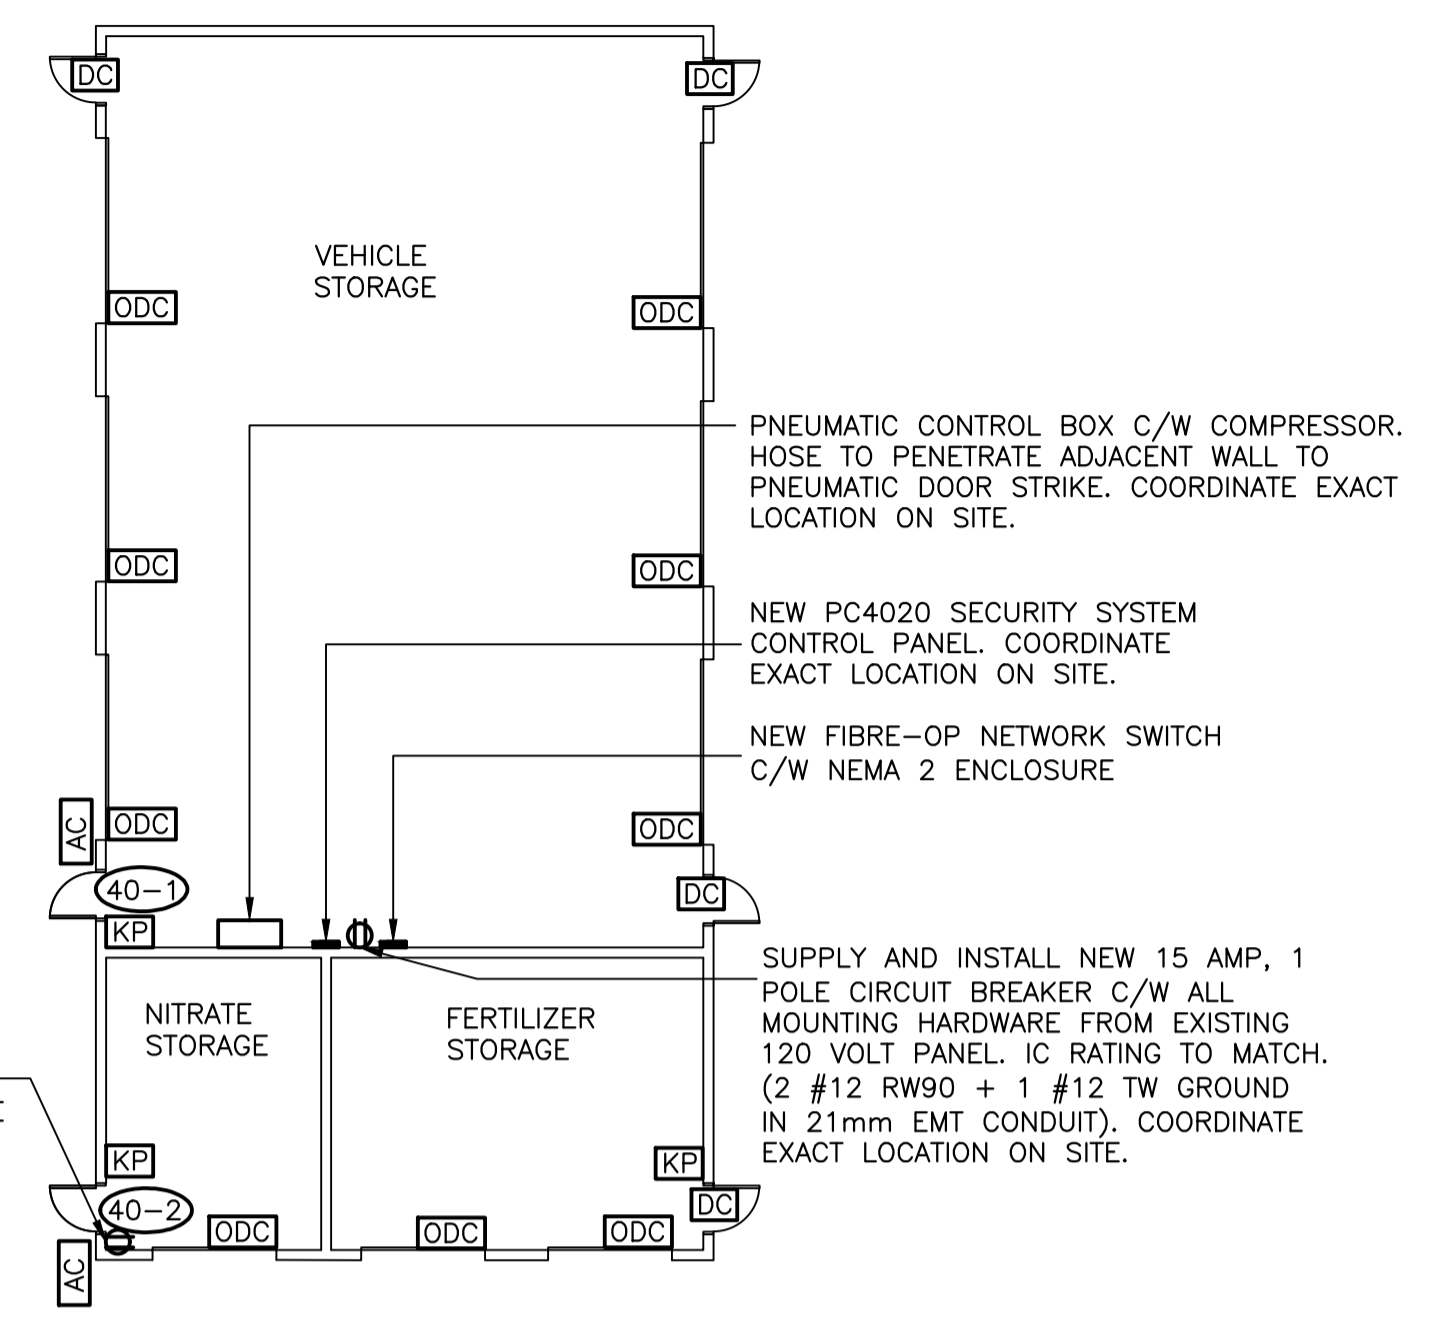 DC
DC
VEHICLE
STORAGE
ODC
ODC
PNEUMATIC CONTROL BOX C/W COMPRESSOR.
HOSE TO PENETRATE ADJACENT WALL TO
PNEUMATIC DOOR STRIKE. COORDINATE EXACT
LOCATION ON SITE.
ODC
ODC
NEW PC4020 SECURITY SYSTEM
CONTROL PANEL. COORDINATE
EXACT LOCATION ON SITE.
NEW FIBRE-OP NETWORK SWITCH
C/W NEMA 2 ENCLOSURE
AC
ODC
ODC
40-1
DC
KP
SUPPLY AND INSTALL NEW 15 AMP, 1
POLE CIRCUIT BREAKER C/W ALL
MOUNTING HARDWARE FROM EXISTING
120 VOLT PANEL. IC RATING TO MATCH.
(2 #12 RW90 + 1 #12 TW GROUND
IN 21mm EMT CONDUIT). COORDINATE
EXACT LOCATION ON SITE.
NITRATE
STORAGE
FERTILIZER
STORAGE
KP
KP
40-2
DC
ODC
ODC
ODC
AC